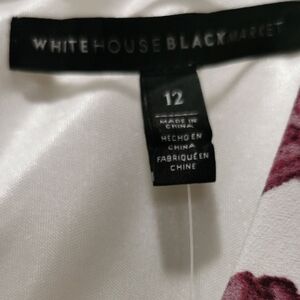 WHITE HOUSE BLACK MARKET
12
MADE IN
CHINA
HECHO EN
CHINA
FABRIQUÉ EN
CHINE